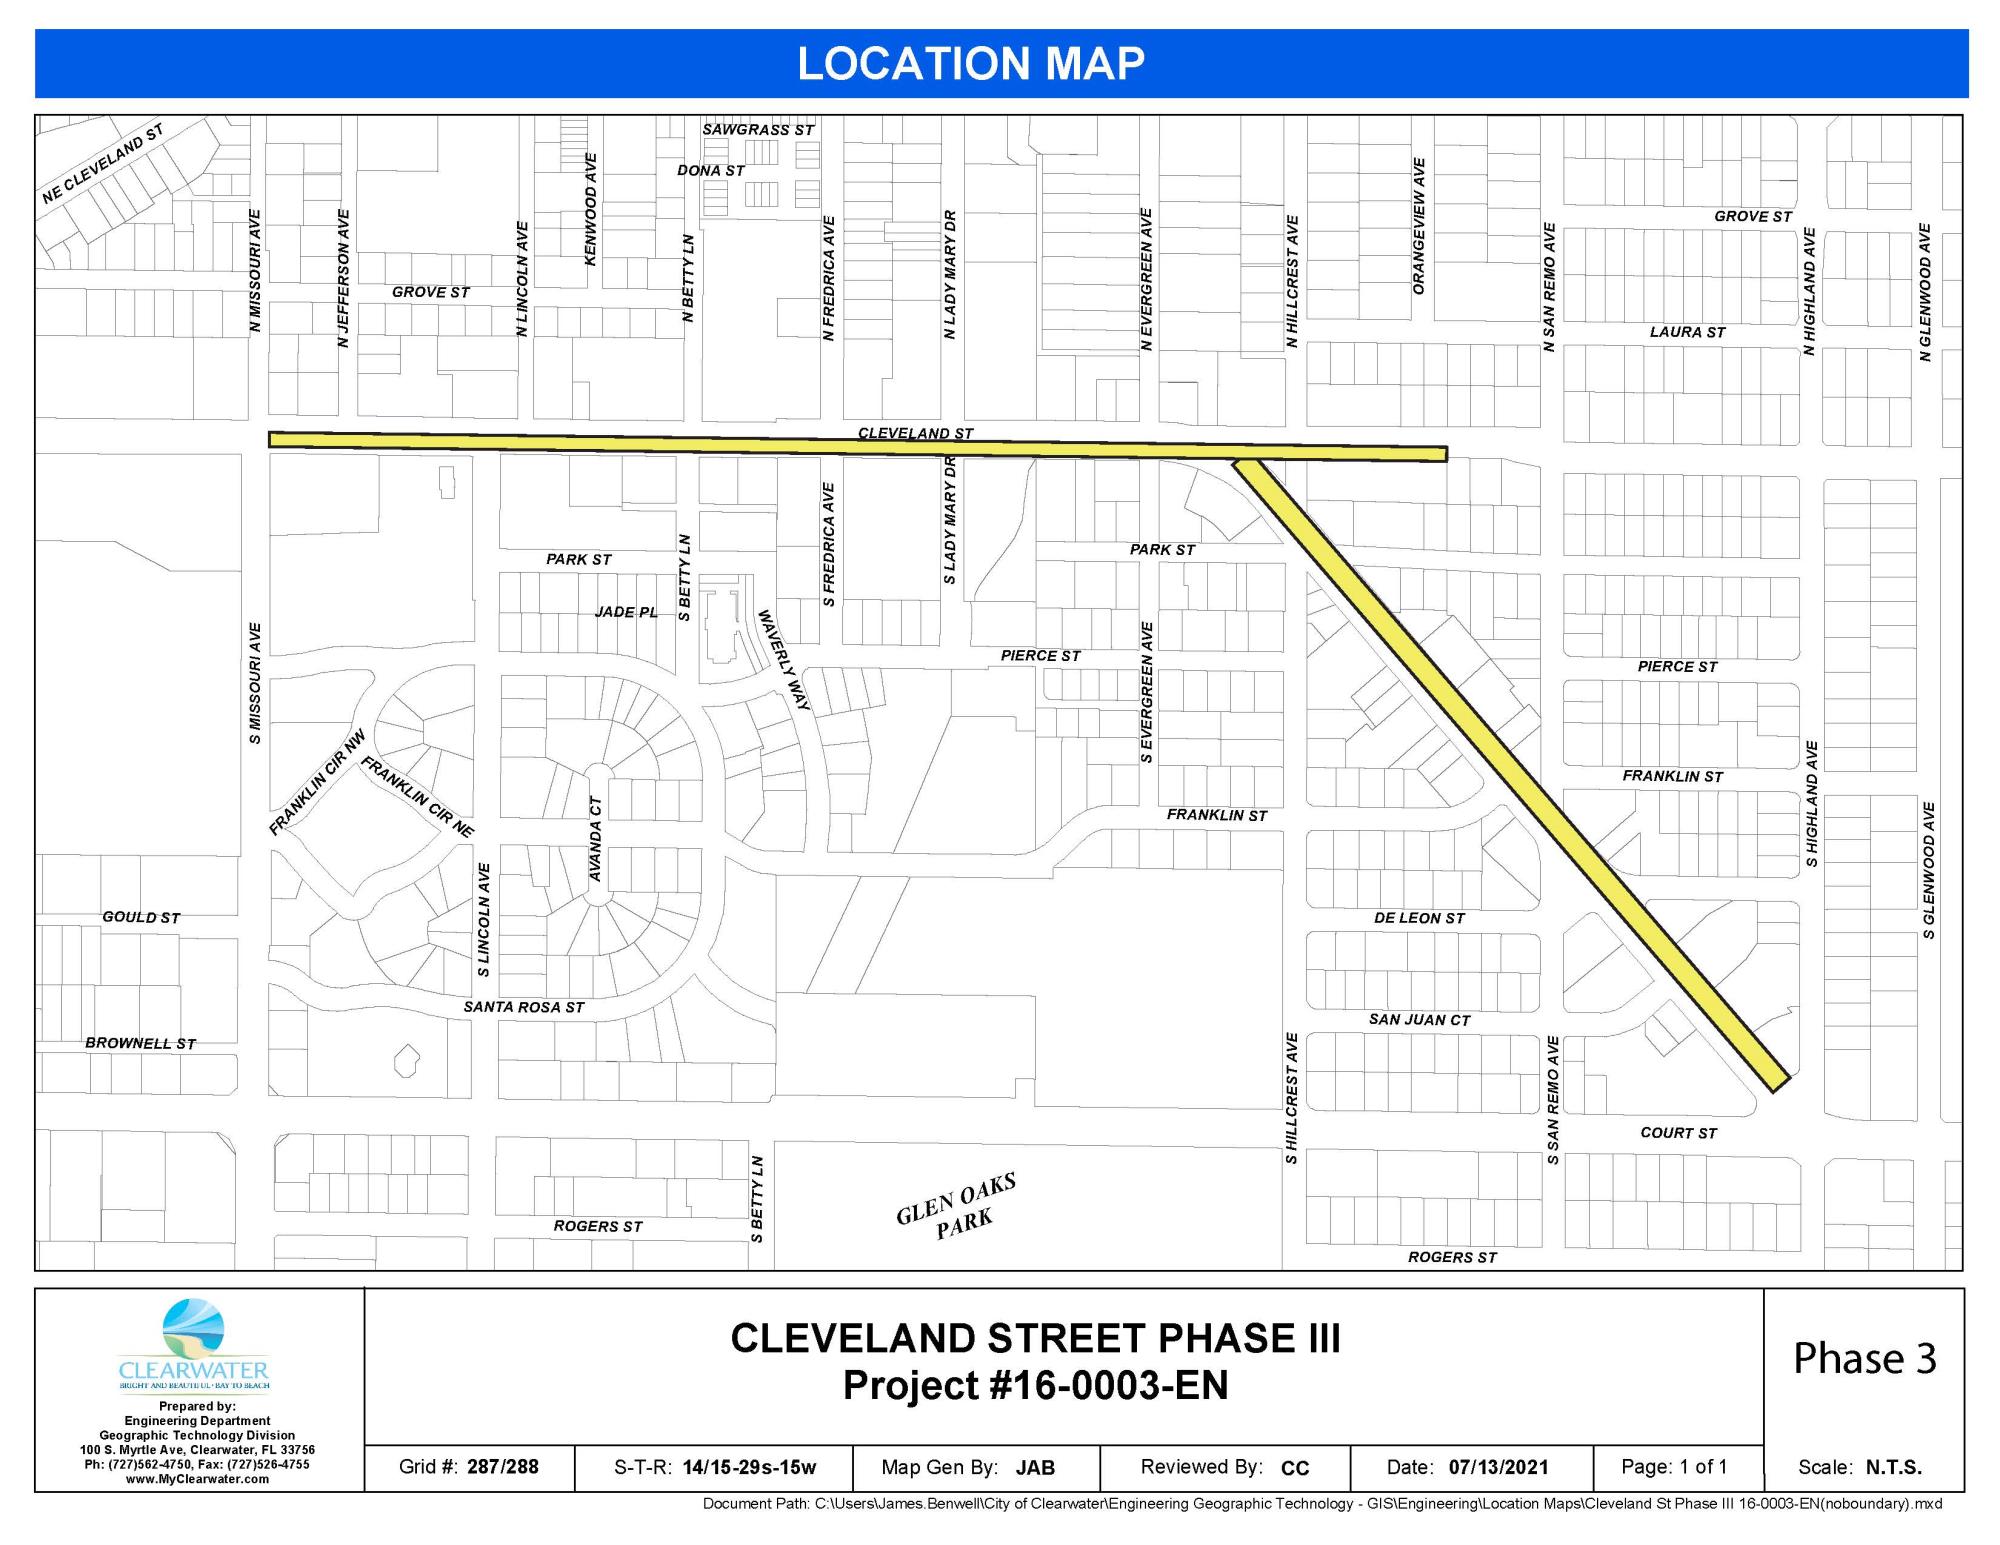 LOCATION MAP
NE CLEVELAND ST
SAWGRASS ST
DONA ST
KENWOOD AVE
ORANGEVIEW AVE
GROVE ST
N MISSOURI AVE
N JEFFERSON AVE
N LINCOLN AVE
N BETTY LN
N FREDRICA AVE
N LADY MARY DR
N EVERGREEN AVE
N HILLCREST AVE
N SAN REMO AVE
N HIGHLAND AVE
N GLENWOOD AVE
GROVE ST
LAURA ST
CLEVELAND ST
S FREDRICA AVE
S LADY MARY DR
PARK ST
PARK ST
S BETTY LN
JADE PL
WAVERLY WAY
S MISSOURI AVE
PIERCE ST
S EVERGREEN AVE
PIERCE ST
FRANKLIN CIR NW
FRANKLIN CIR NE
AVANDA CT
FRANKLIN ST
FRANKLIN ST
S HIGHLAND AVE
S GLENWOOD AVE
S LINCOLN AVE
GOULD ST
DE LEON ST
SANTA ROSA ST
SAN JUAN CT
BROWNELL ST
S HILLCREST AVE
S SAN REMO AVE
COURT ST
S BETTY LN
GLEN OAKS
PARK
ROGERS ST
ROGERS ST
CLEARWATER
BRIGHT AND BEAUTIFUL · BAY TO BEACH
Prepared by:
Engineering Department
Geographic Technology Division
100 S. Myrtle Ave, Clearwater, FL 33756
Ph: (727)562-4750, Fax: (727)526-4755
www.MyClearwater.com
CLEVELAND STREET PHASE III
Project #16-0003-EN
Phase 3
Grid #: 287/288
S-T-R: 14/15-29s-15w
Map Gen By: JAB
Reviewed By: CC
Date: 07/13/2021
Page: 1 of 1
Scale: N.T.S.
Document Path: C:\Users\James.Benwell\City of Clearwater\Engineering Geographic Technology - GIS\Engineering\Location Maps\Cleveland St Phase III 16-0003-EN(noboundary).mxd